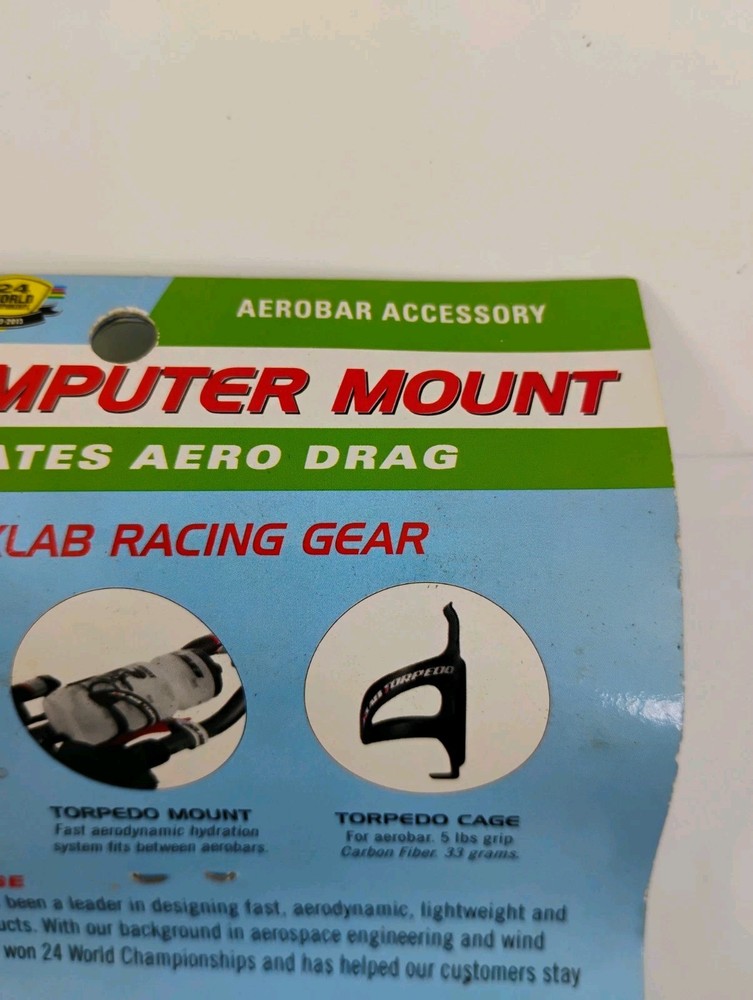 24
AEROBAR ACCESSORY
MPUTER MOUNT
ATES AERO DRAG
LAB RACING GEAR
TORPEDO
TORPEDO MOUNT
Fast aerodynamic hydration
system fits between aerobars.
TORPEDO CAGE
For aerobar. 5 lbs grip
Carbon Fiber. 33 grams.
SE
been a leader in designing fast, aerodynamic, lightweight and
ucts. With our background in aerospace engineering and wind
won 24 World Championships and has helped our customers stay